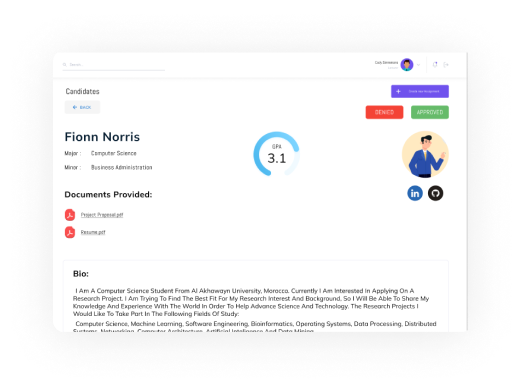 Search...
Candidates
← BACK
DENIED
APPROVED
Fionn Norris
Major : Computer Science
Minor : Business Administration
GPA
3.1
Documents Provided:
Project Proposal.pdf
Resume.pdf
in
Bio:
I Am A Computer Science Student From Al Akhawayn University, Morocco. Currently I Am Interested In Applying On A
Research Project. I Am Trying To Find The Best Fit For My Research Interest And Background, So I Will Be Able To Share My
Knowledge And Experience With The World In Order To Help Advance Science And Technology. The Research Projects I
Would Like To Take Part In The Following Fields Of Study:
Computer Science, Machine Learning, Software Engineering, Bioinformatics, Operating Systems, Data Processing, Distributed
Systems, Networking, Computer Architecture, Artificial Intelligence And Data Mining